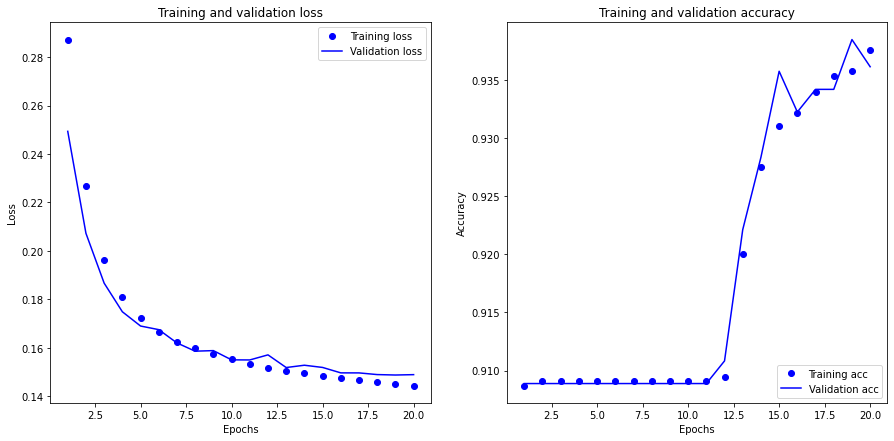 Training and validation loss
Training loss
Validation loss
0.28
0.26
0.24
0.22
0.20
0.18
0.16
0.14
Loss
2.5 5.0 7.5 10.0 12.5 15.0 17.5 20.0
Epochs
Training and validation accuracy
0.935
0.930
0.925
0.920
0.915
0.910
Accuracy
Training acc
Validation acc
2.5 5.0 7.5 10.0 12.5 15.0 17.5 20.0
Epochs